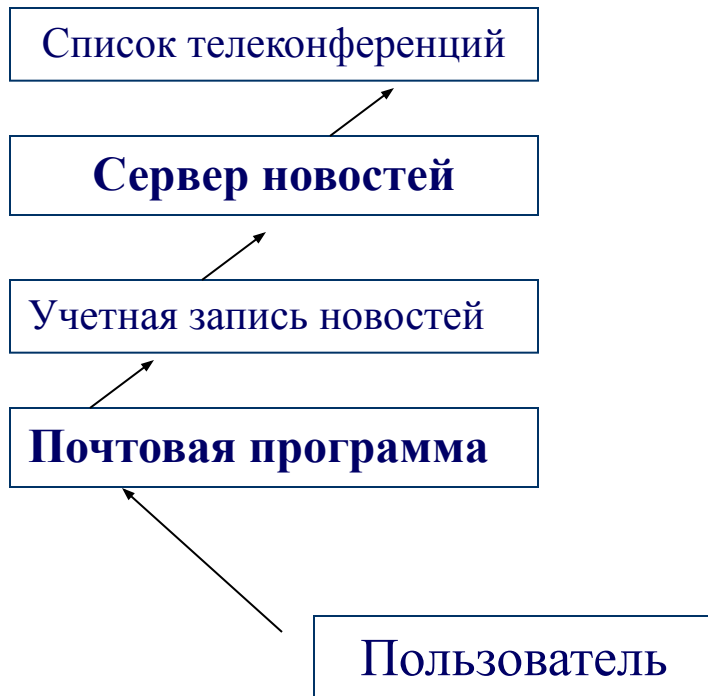 Список телеконференций
Сервер новостей
Учетная запись новостей
Почтовая программа
Пользователь